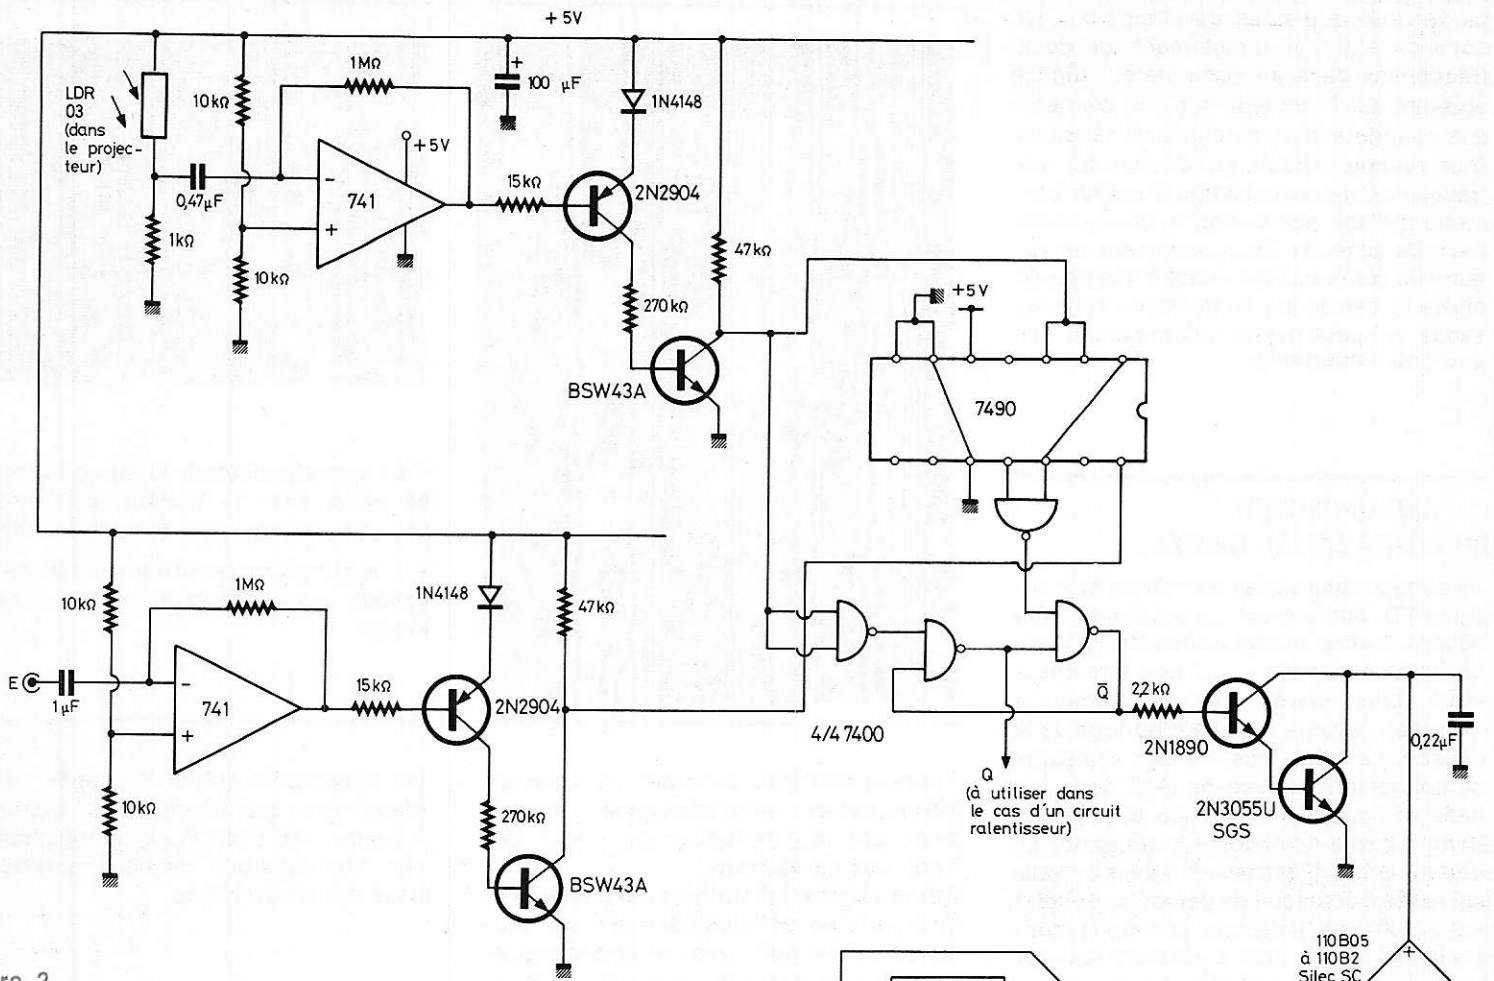 + 5V
LDR
03
(dans
le projec-
teur)
10kΩ
1MΩ
+
100 µF
1N4148
+5V
0,47µF
-
741
+
15kΩ
2N2904
1kΩ
10kΩ
47kΩ
270kΩ
BSW43A
+5V
7490
10kΩ
1MΩ
1N4148
47kΩ
E
1µF
-
741
+
15kΩ
2N2904
10kΩ
270kΩ
BSW43A
4/4 7400
Q
(à utiliser dans
le cas d'un circuit
ralentisseur)
Q̅
2,2kΩ
2N1890
0,22µF
2N3055U
SGS
110B05
à 110B2
Silec SC
+